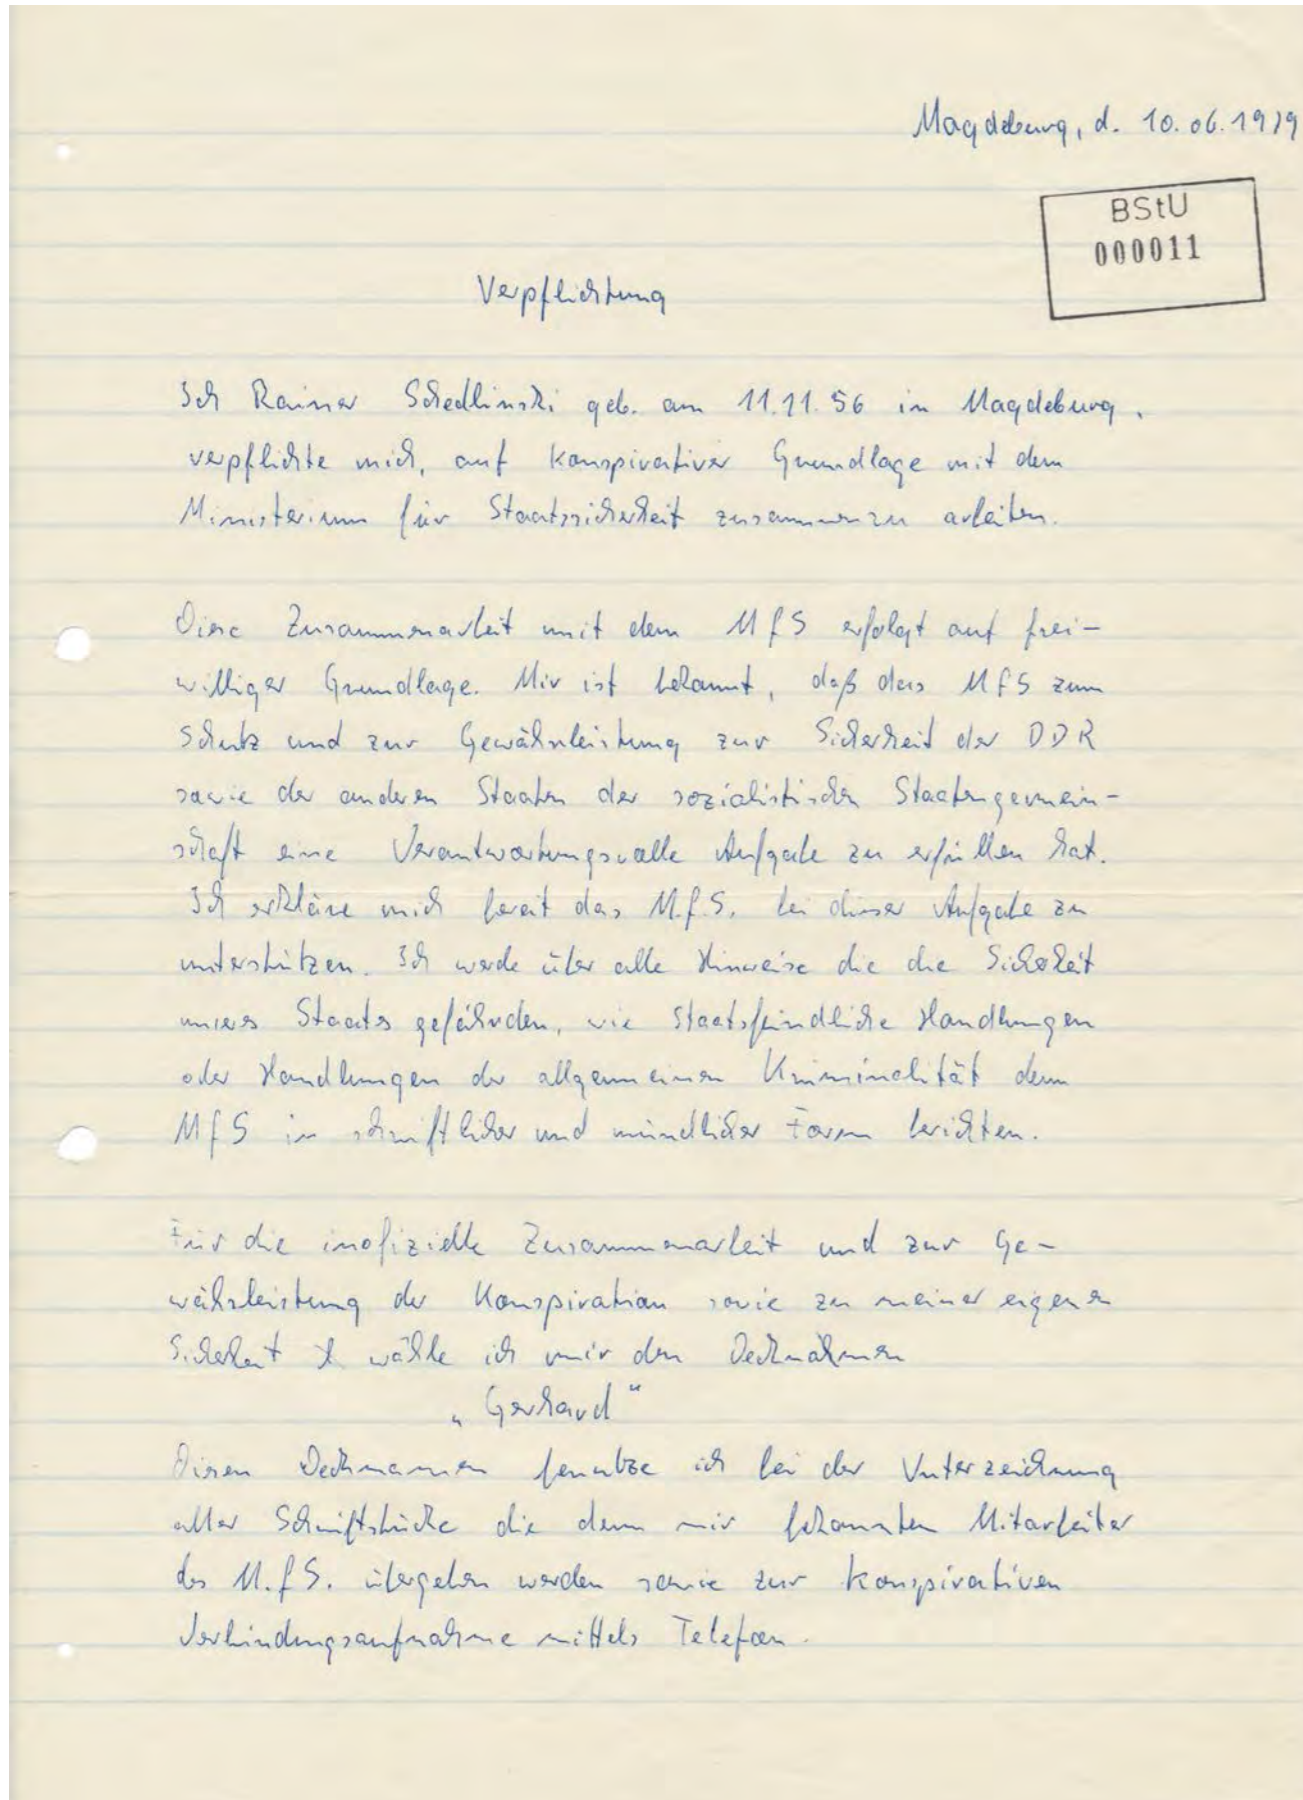 Magdeburg, d. 10.06.1979
BStU
000011
Verpflichtung
Ich Rainer Schedlinski geb. am 11.11.56 in Magdeburg,
verpflichte mich, auf konspirativer Grundlage mit dem
Ministerium für Staatssicherheit zusammenzu arbeiten.
Diese Zusammenarbeit mit dem MfS erfolgt auf frei-
williger Grundlage. Mir ist bekannt, daß das MfS zum
Schutz und zur Gewährleistung zur Sicherheit der DDR
sowie der anderen Staaten der sozialistischen Staatengemein-
schaft eine Verantwortungsvolle Aufgabe zu erfüllen hat.
Ich erkläre mich bereit das M.f.S. bei dieser Aufgabe zu
unterstützen. Ich werde über alle Hinweise die die Sicherheit
unseres Staates gefährden, wie Staatsfeindliche Handlungen
oder Handlungen der allgemeinen Kriminalität dem
MfS in schriftlicher und mündlicher Form berichten.
Für die inofizielle Zusammenarbeit und zur Ge-
währleistung der Konspiration sowie zu meiner eigenen
Sicherheit wähle ich mir den Decknahmen
„Gerhard"
Diesen Decknamen benutze ich bei der Unterzeichnung
aller Schriftstücke die dem mir bekannten Mitarbeiter
des M.f.S. übergeben werden sowie zur konspirativen
Verbindungsaufnahme mittels Telefon.